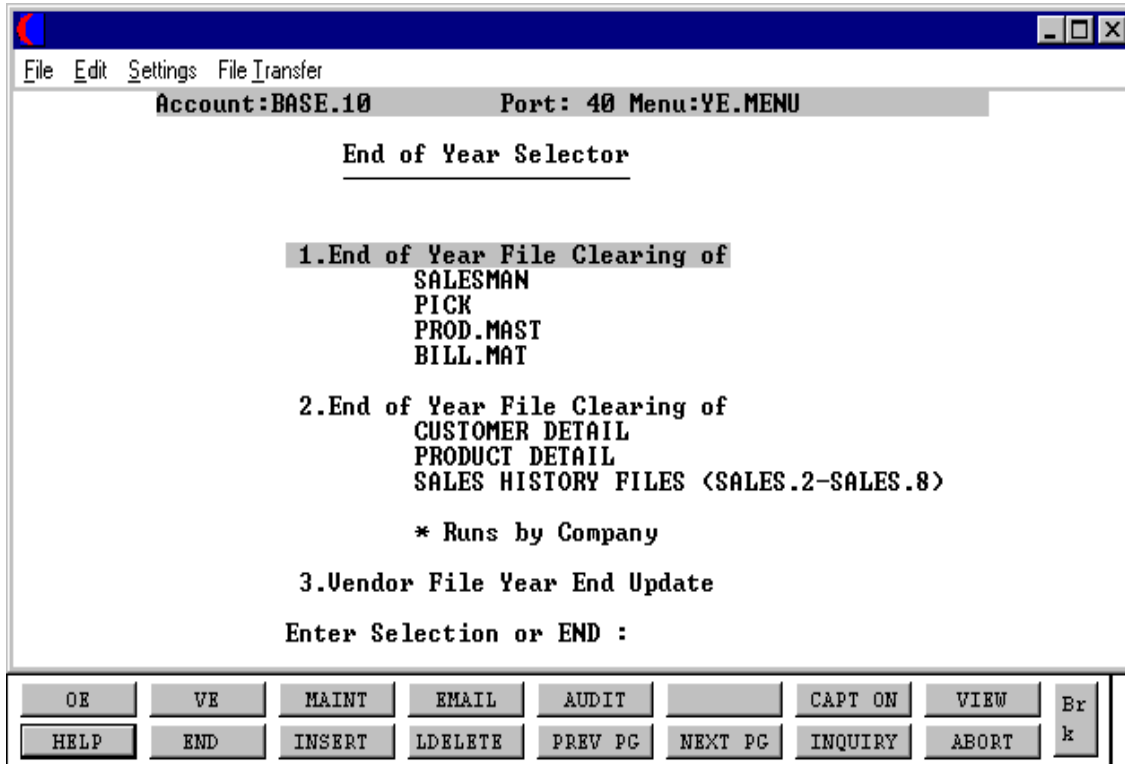 File Edit Settings File Transfer
Account:BASE.10 Port: 40 Menu:YE.MENU
End of Year Selector
1.End of Year File Clearing of
SALESMAN
PICK
PROD.MAST
BILL.MAT
2.End of Year File Clearing of
CUSTOMER DETAIL
PRODUCT DETAIL
SALES HISTORY FILES (SALES.2-SALES.8)
* Runs by Company
3.Vendor File Year End Update
Enter Selection or END :
OE VE MAINT EMAIL AUDIT CAPT ON VIEW Br
HELP END INSERT LDELETE PREV PG NEXT PG INQUIRY ABORT k